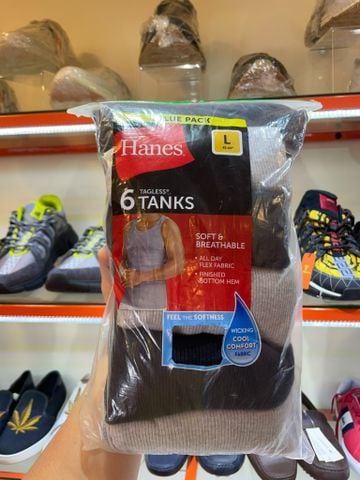 LUE PACK
Hanes
L
6 TAGLESS®
TANKS
SOFT &
BREATHABLE
• ALL DAY
FLEX FABRIC
• FINISHED
BOTTOM HEM
FEEL THE SOFTNESS
WICKING
COOL
COMFORT
FABRIC